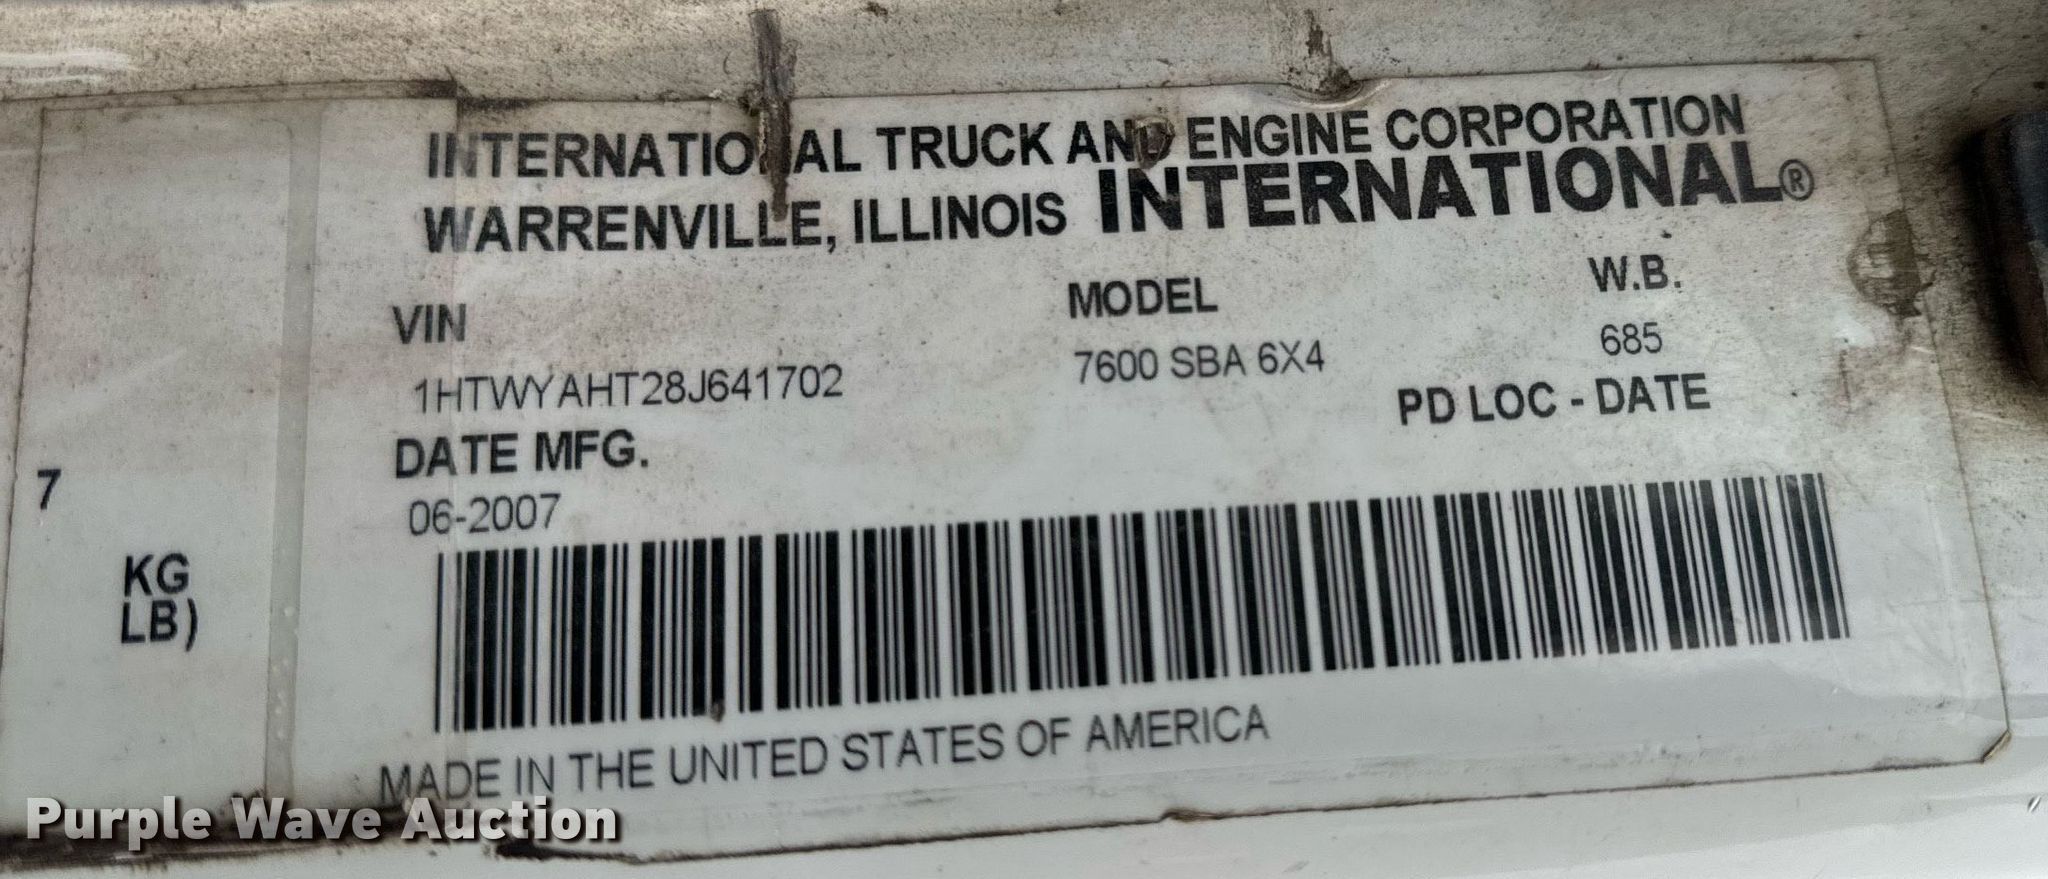 INTERNATIONAL TRUCK AND ENGINE CORPORATION
WARRENVILLE, ILLINOIS INTERNATIONAL®
VIN MODEL W.B.
1HTWYAHT28J641702 7600 SBA 6X4 685
DATE MFG. PD LOC - DATE
06-2007
7
KG
LB)
MADE IN THE UNITED STATES OF AMERICA
Purple Wave Auction